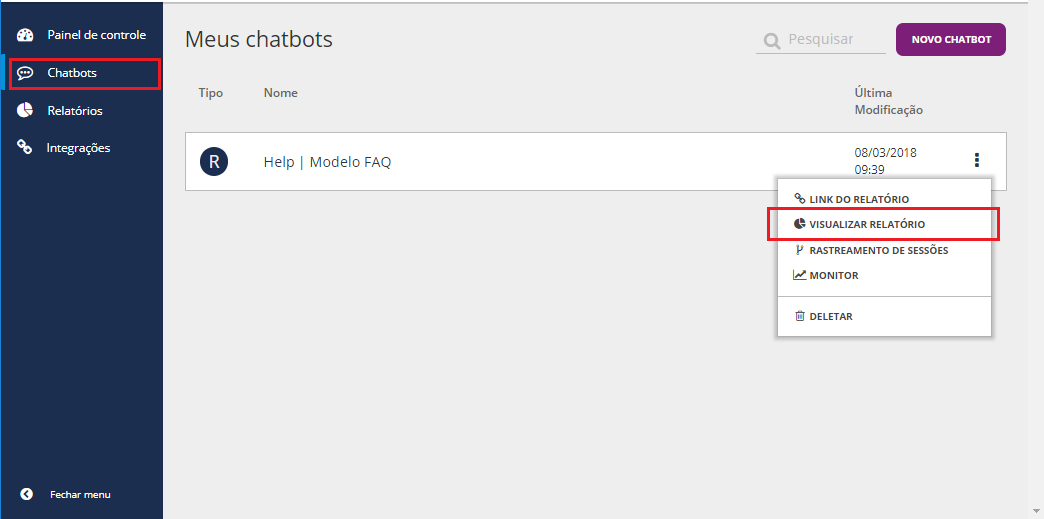 Painel de controle
Chatbots
Relatórios
Integrações
Fechar menu
Meus chatbots
Pesquisar
NOVO CHATBOT
Tipo
Nome
Última
Modificação
R
Help | Modelo FAQ
08/03/2018
09:39
LINK DO RELATÓRIO
VISUALIZAR RELATÓRIO
RASTREAMENTO DE SESSÕES
MONITOR
DELETAR